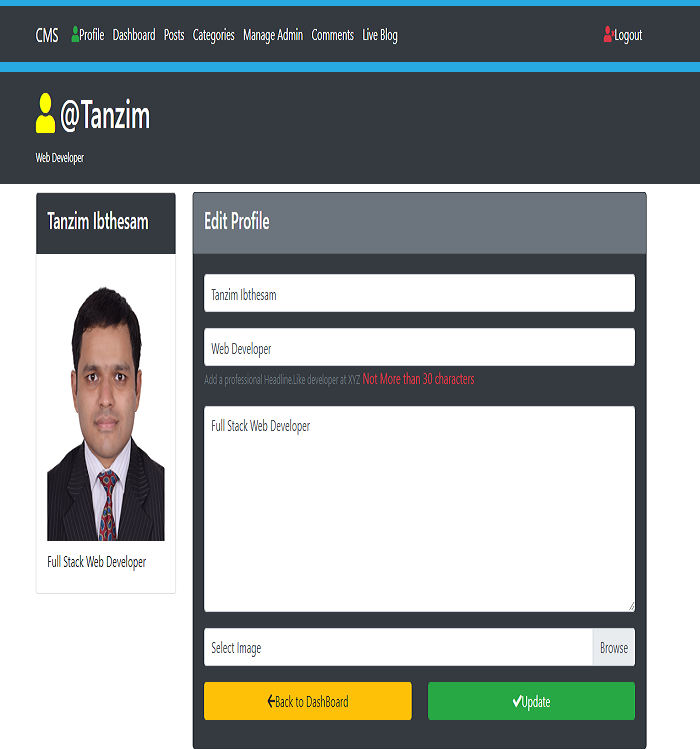 CMS Profile Dashboard Posts Categories Manage Admin Comments Live Blog Logout
@Tanzim
Web Developer
Tanzim Ibthesam
Full Stack Web Developer
Edit Profile
Tanzim Ibthesam
Web Developer
Add a professional Headline.Like developer at XYZ Not More than 30 characters
Full Stack Web Developer
Select Image Browse
Back to DashBoard Update